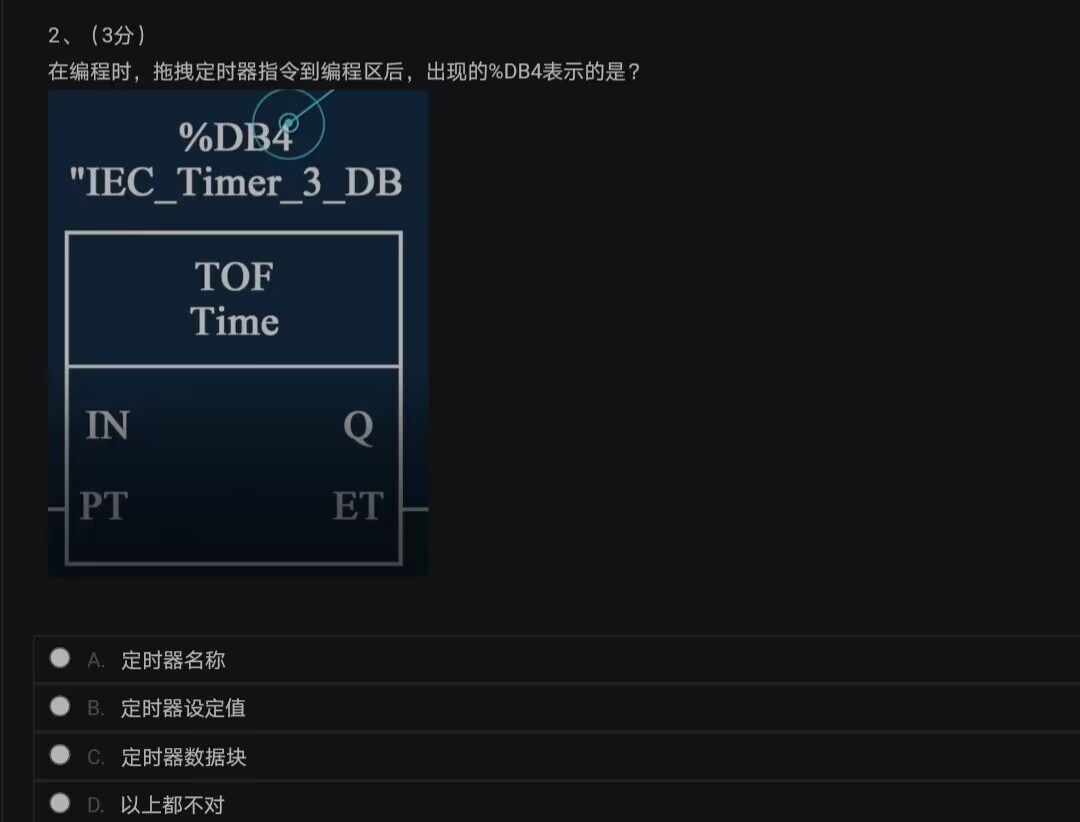 2、（3分）
在编程时，拖拽定时器指令到编程区后，出现的%DB4表示的是？
%DB4
"IEC_Timer_3_DB
TOF
Time
IN Q
PT ET
A. 定时器名称
B. 定时器设定值
C. 定时器数据块
D. 以上都不对